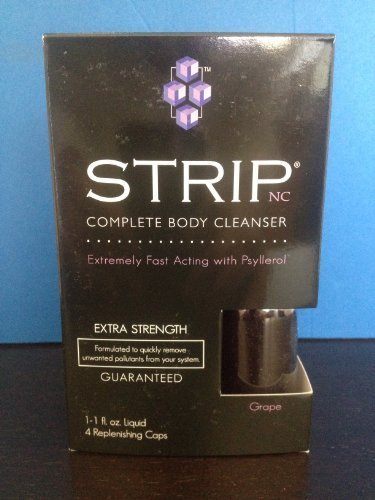 TM
STRIP®
NC
COMPLETE BODY CLEANSER
Extremely Fast Acting with Psyllerol
EXTRA STRENGTH
Formulated to quickly remove
unwanted pollutants from your system.
GUARANTEED
Grape
1-1 fl. oz. Liquid
4 Replenishing Caps